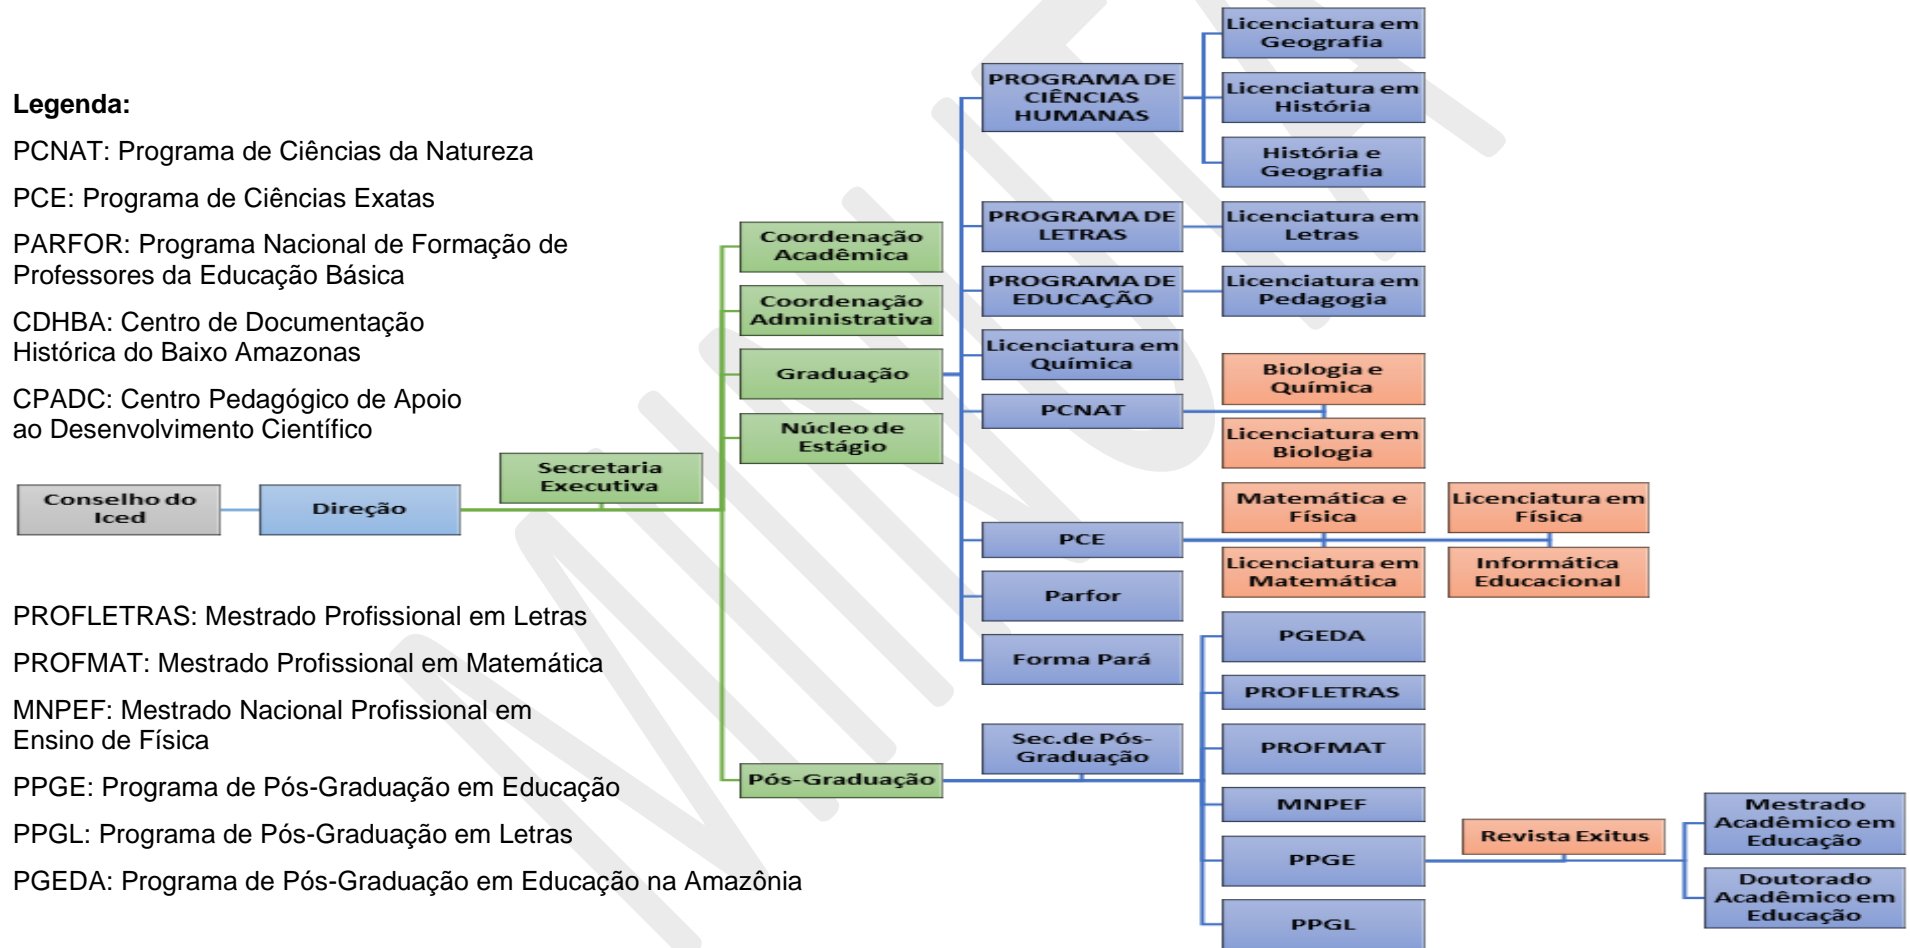 Legenda:
PCNAT: Programa de Ciências da Natureza
PCE: Programa de Ciências Exatas
PARFOR: Programa Nacional de Formação de
Professores da Educação Básica
CDHBA: Centro de Documentação
Histórica do Baixo Amazonas
CPADC: Centro Pedagógico de Apoio
ao Desenvolvimento Científico
Conselho do
Iced
Direção
Secretaria
Executiva
Coordenação
Acadêmica
Coordenação
Administrativa
Graduação
Núcleo de
Estágio
Pós-Graduação
PROGRAMA DE
CIÊNCIAS
HUMANAS
Licenciatura em
Geografia
Licenciatura em
História
História e
Geografia
PROGRAMA DE
LETRAS
Licenciatura em
Letras
PROGRAMA DE
EDUCAÇÃO
Licenciatura em
Pedagogia
Licenciatura em
Química
PCNAT
Biologia e
Química
Licenciatura em
Biologia
PCE
Matemática e
Física
Licenciatura em
Física
Licenciatura em
Matemática
Informática
Educacional
Parfor
Forma Pará
Sec.de Pós-
Graduação
PGEDA
PROFLETRAS
PROFMAT
MNPEF
PPGE
Revista Exitus
Mestrado
Acadêmico em
Educação
Doutorado
Acadêmico em
Educação
PPGL
PROFLETRAS: Mestrado Profissional em Letras
PROFMAT: Mestrado Profissional em Matemática
MNPEF: Mestrado Nacional Profissional em
Ensino de Física
PPGE: Programa de Pós-Graduação em Educação
PPGL: Programa de Pós-Graduação em Letras
PGEDA: Programa de Pós-Graduação em Educação na Amazônia
MINUTA